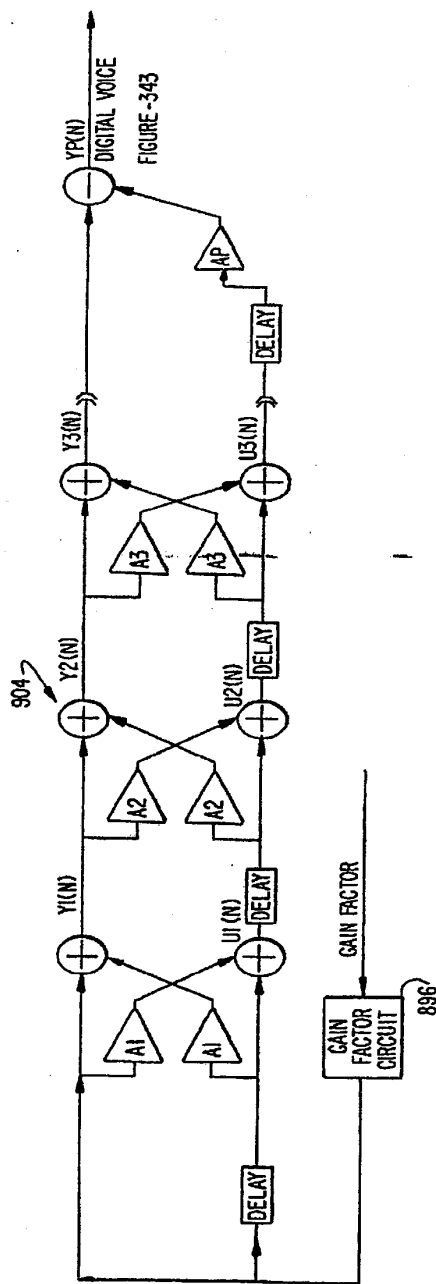 904
Y1(N)
Y2(N)
Y3(N)
YP(N)
DIGITAL VOICE
FIGURE-343
A1
A2
A3
A1
A2
A3
AP
U1(N)
U2(N)
U3(N)
DELAY
DELAY
DELAY
DELAY
GAIN
FACTOR
CIRCUIT
GAIN FACTOR
896